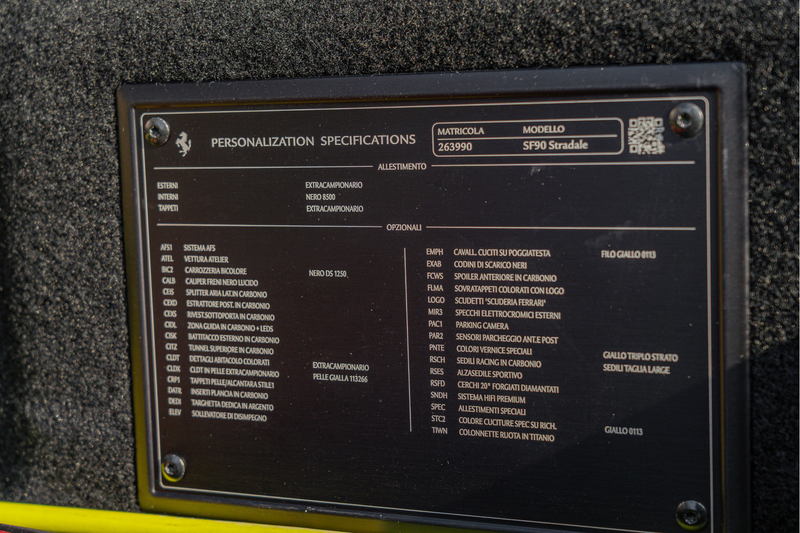 PERSONALIZATION SPECIFICATIONS
MATRICOLA MODELLO
263990 SF90 Stradale
ALLESTIMENTO
ESTERNI EXTRACAMPIONARIO
INTERNI NERO 8500
TAPPETI EXTRACAMPIONARIO
OPZIONALI
AFS1 SISTEMA AFS
ATEL VETTURA ATELIER
BIC2 CARROZZERIA BICOLORE NERO DS 1250
CALB CALIPER FRENI NERO LUCIDO
CEIS SPLITTER ARIA LAT.IN CARBONIO
CEXD ESTRATTORE POST. IN CARBONIO
CEXS RIVEST.SOTTOPORTA IN CARBONIO
CIDL ZONA GUIDA IN CARBONIO + LEDS
CISK BATTITACCO ESTERNO IN CARBONIO
CITZ TUNNEL SUPERIORE IN CARBONIO
CLDT DETTAGLI ABITACOLO COLORATI EXTRACAMPIONARIO
CLDX CLDT IN PELLE EXTRACAMPIONARIO PELLE GIALLA 113266
CRP1 TAPPETI PELLE/ALCANTARA STILE1
DATR INSERTI PLANCIA IN CARBONIO
DEDI TARGHETTA DEDICA IN ARGENTO
ELEV SOLLEVATORE DI DISIMPEGNO
EMPH CAVALL. CUCITI SU POGGIATESTA FILO GIALLO 0113
EXAB CODINI DI SCARICO NERI
FCWS SPOILER ANTERIORE IN CARBONIO
FLMA SOVRATAPPETI COLORATI CON LOGO
LOGO SCUDETTI "SCUDERIA FERRARI"
MIR3 SPECCHI ELETTROCROMICI ESTERNI
PAC1 PARKING CAMERA
PAR2 SENSORI PARCHEGGIO ANT.E POST
PNTE COLORI VERNICE SPECIALI GIALLO TRIPLO STRATO
RSCH SEDILI RACING IN CARBONIO SEDILI TAGLIA LARGE
RSES ALZASEDILE SPORTIVO
RSFD CERCHI 20" FORGIATI DIAMANTATI
SNDH SISTEMA HIFI PREMIUM
SPEC ALLESTIMENTI SPECIALI
STC2 COLORE CUCITURE SPEC SU RICH. GIALLO 0113
TIWN COLONNETTE RUOTA IN TITANIO